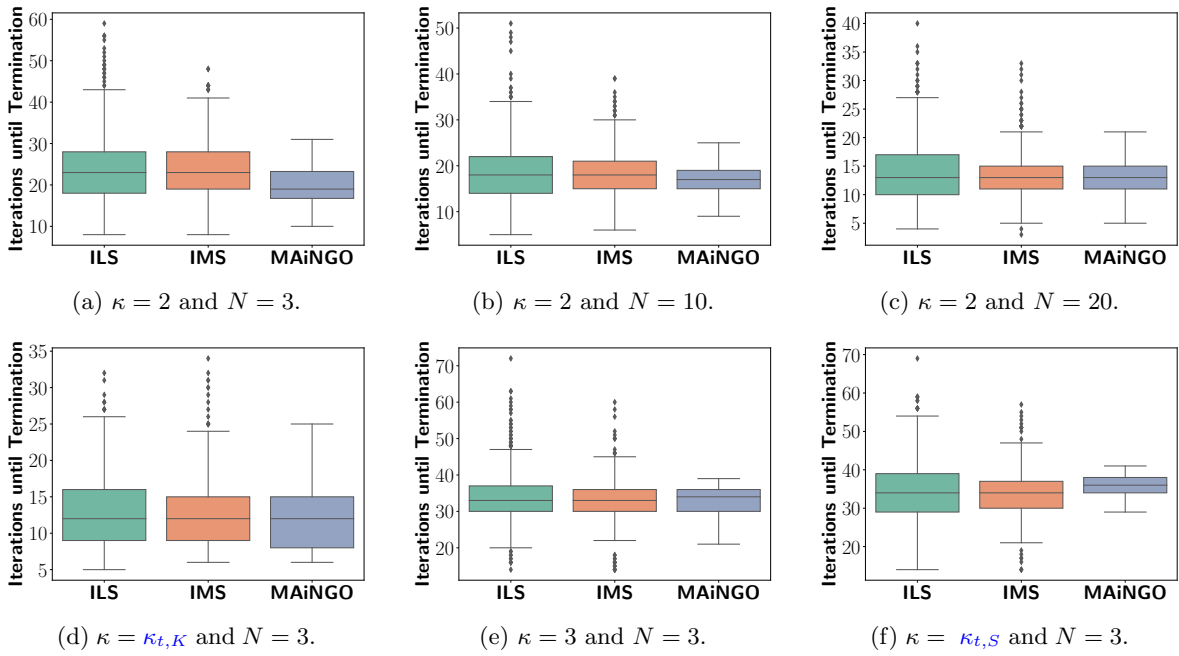 Iterations until Termination
60
50
40
30
20
10
ILS IMS MAiNGO
(a) κ = 2 and N = 3.
Iterations until Termination
50
40
30
20
10
ILS IMS MAiNGO
(b) κ = 2 and N = 10.
Iterations until Termination
40
35
30
25
20
15
10
5
ILS IMS MAiNGO
(c) κ = 2 and N = 20.
Iterations until Termination
35
30
25
20
15
10
5
ILS IMS MAiNGO
(d) κ = κt,K and N = 3.
Iterations until Termination
70
60
50
40
30
20
ILS IMS MAiNGO
(e) κ = 3 and N = 3.
Iterations until Termination
70
60
50
40
30
20
ILS IMS MAiNGO
(f) κ = κt,S and N = 3.